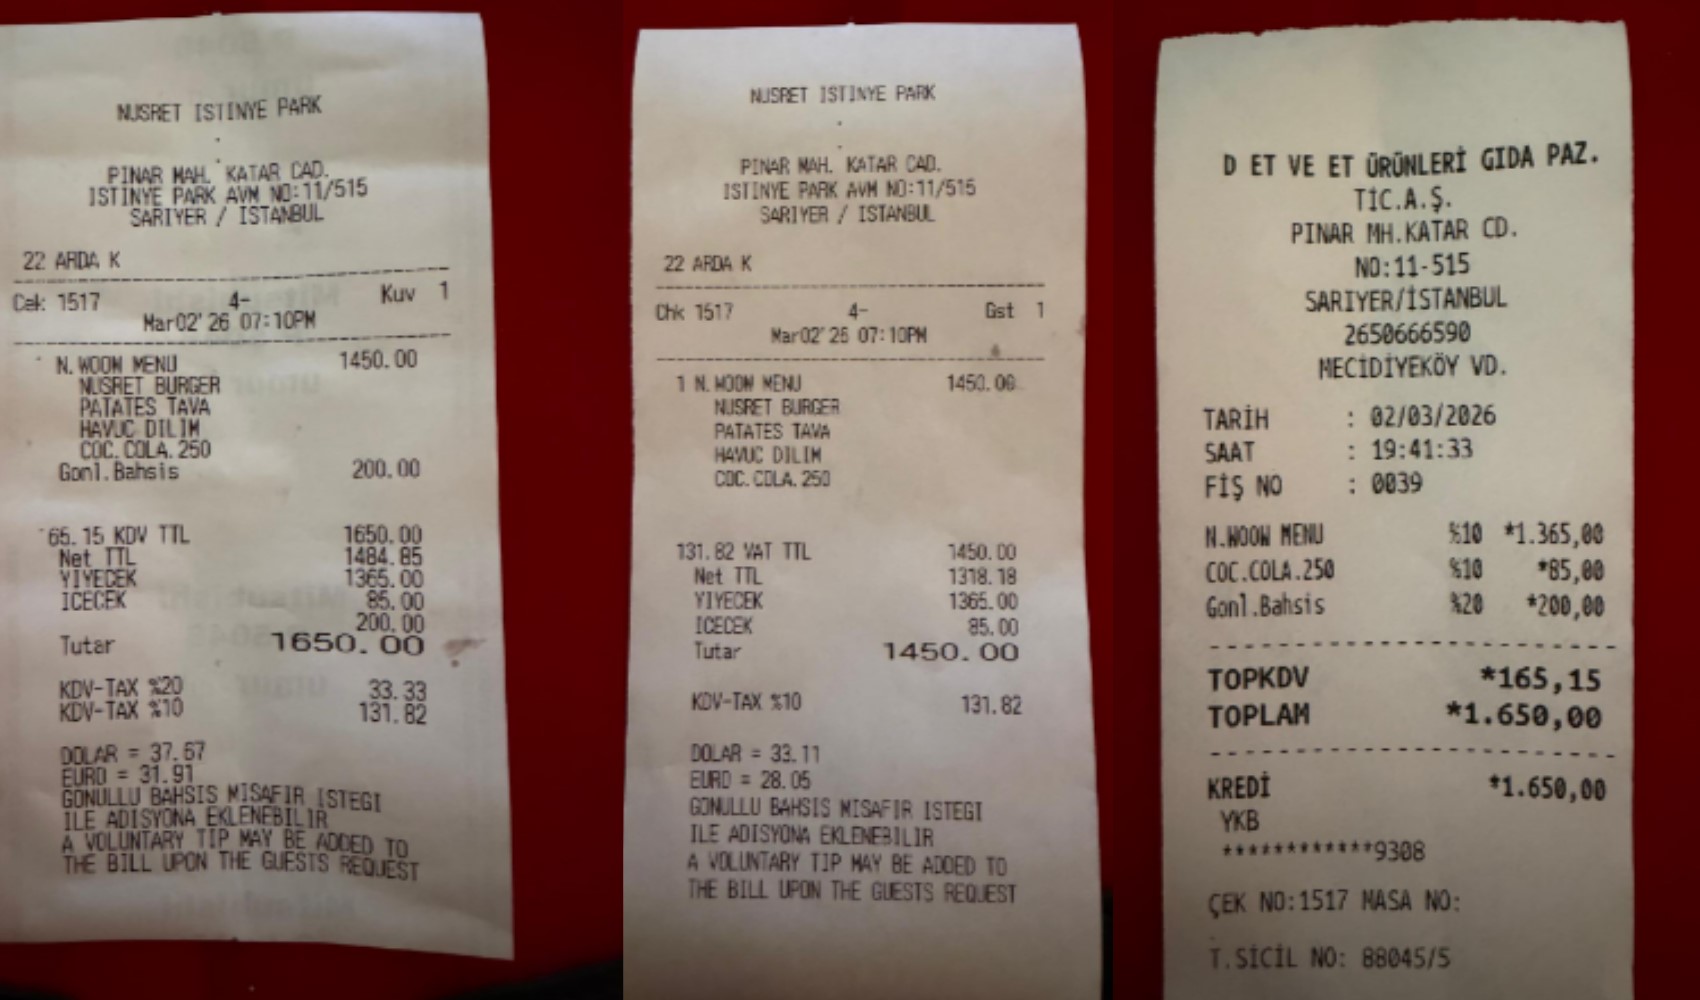 NUSRET ISTINYE PARK
.
PINAR MAH. KATAR CAD.
ISTINYE PARK AVM NO:11/515
SARIYER / ISTANBUL
22 ARDA K
Cek 1517 4- Kuv 1
Mar02'26 07:10PM
N.WOOW MENU 1450.00
NUSRET BURGER
PATATES TAVA
HAVUC DILIM
COC.COLA.250
Gonl.Bahsis 200.00
65.15 KDV TTL 1650.00
Net TTL 1484.85
YIYECEK 1365.00
ICECEK 85.00
200.00
Tutar 1650.00
KDV-TAX %20 33.33
KDV-TAX %10 131.82
DOLAR = 37.67
EURO = 31.91
GONULLU BAHSIS MISAFIR ISTEGI
ILE ADISYONA EKLENEBILIR
A VOLUNTARY TIP MAY BE ADDED TO
THE BILL UPON THE GUESTS REQUEST
NUSRET ISTINYE PARK
.
PINAR MAH. KATAR CAD.
ISTINYE PARK AVM NO:11/515
SARIYER / ISTANBUL
22 ARDA K
Chk 1517 4- Gst 1
Mar02'26 07:10PM
1 N.WOOW MENU 1450.00
NUSRET BURGER
PATATES TAVA
HAVUC DILIM
COC.COLA.250
131.82 VAT TTL 1450.00
Net TTL 1318.18
YIYECEK 1365.00
ICECEK 85.00
Tutar 1450.00
KDV-TAX %10 131.82
DOLAR = 33.11
EURO = 28.05
GONULLU BAHSIS MISAFIR ISTEGI
ILE ADISYONA EKLENEBILIR
A VOLUNTARY TIP MAY BE ADDED TO
THE BILL UPON THE GUESTS REQUEST
D ET VE ET ÜRÜNLERİ GIDA PAZ.
TİC.A.Ş.
PINAR MH.KATAR CD.
NO:11-515
SARIYER/İSTANBUL
2650666590
MECİDİYEKÖY VD.
TARİH : 02/03/2026
SAAT : 19:41:33
FİŞ NO : 0039
N.WOOW MENU %10 *1.365,00
COC.COLA.250 %10 *85,00
Gonl.Bahsis %20 *200,00
TOPKDV *165,15
TOPLAM *1.650,00
KREDİ *1.650,00
YKB
************9308
ÇEK NO:1517 MASA NO:
T.SİCİL NO: 88045/5